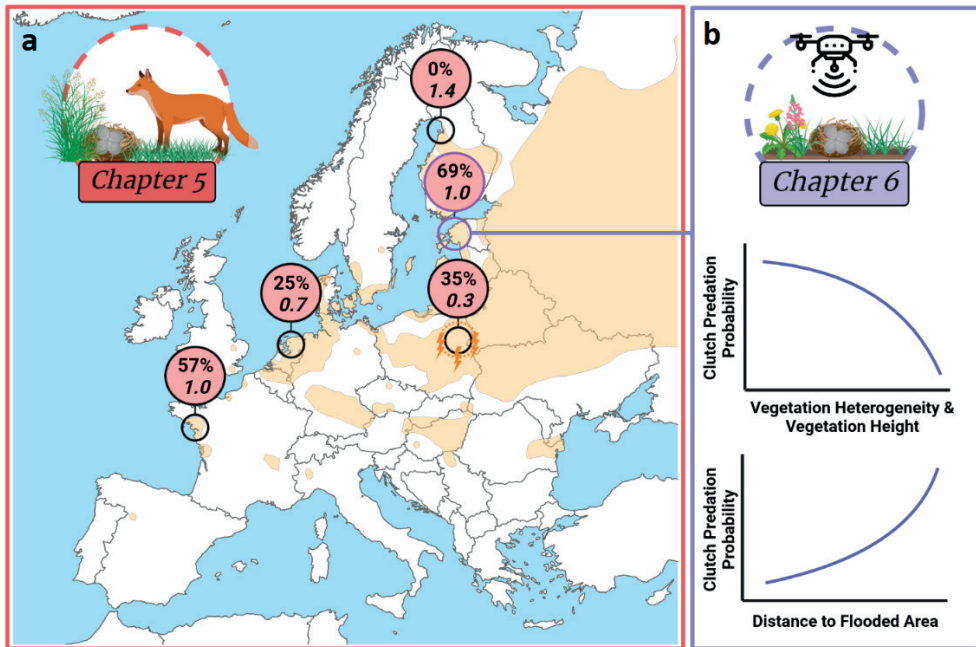 a
Chapter 5
0%
1.4
69%
1.0
25%
0.7
35%
0.3
57%
1.0
b
Chapter 6
Clutch Predation
Probability
Vegetation Heterogeneity &
Vegetation Height
Clutch Predation
Probability
Distance to Flooded Area